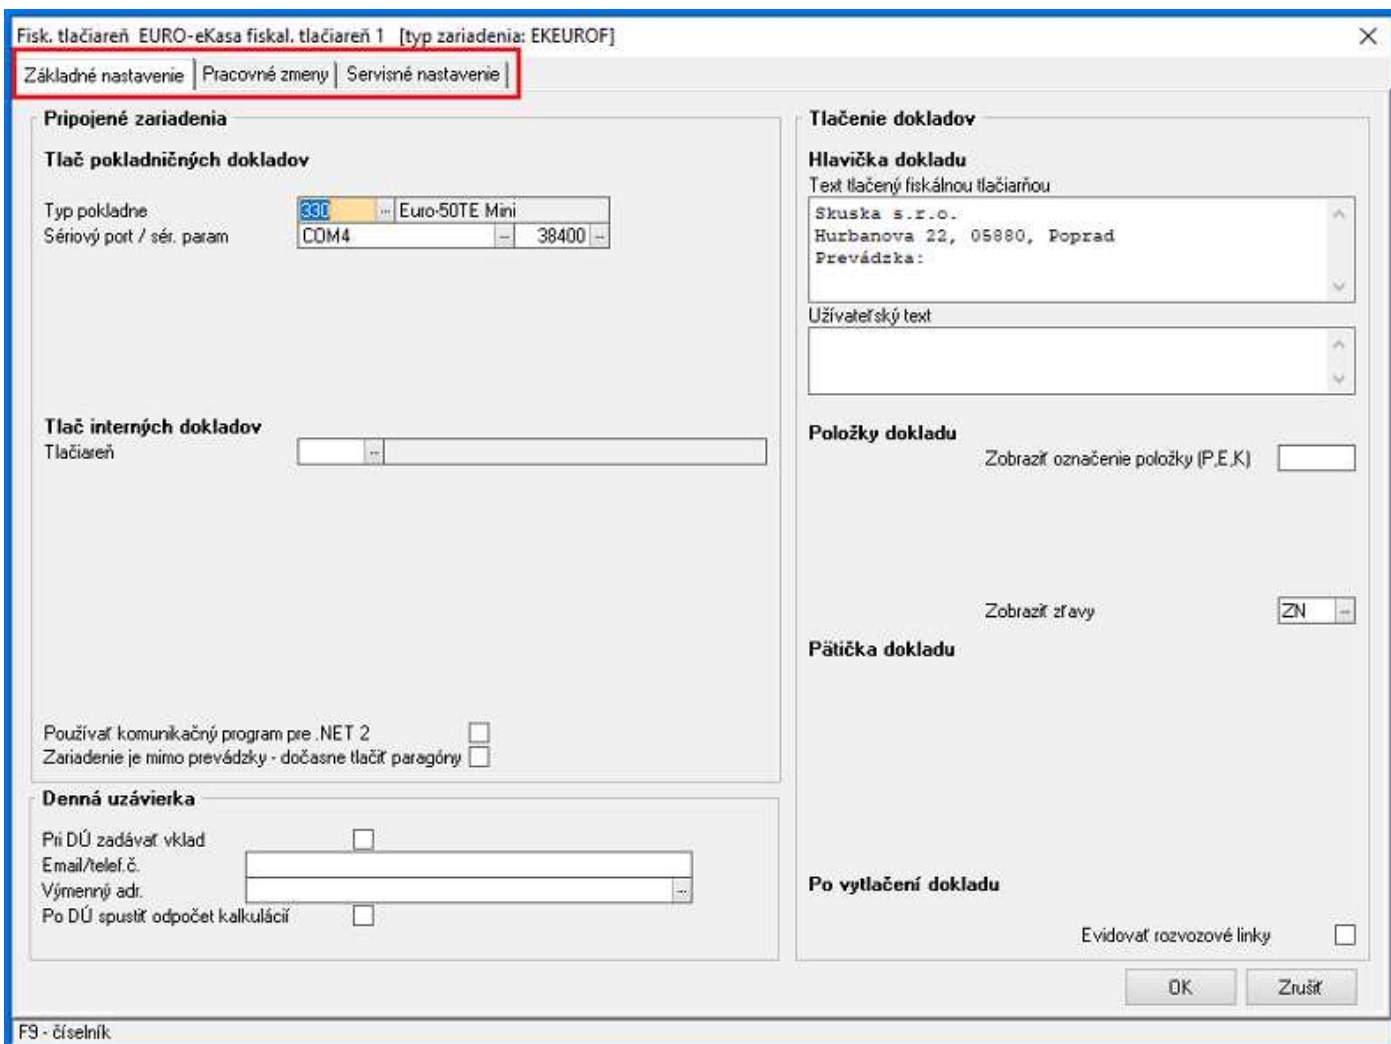 Fisk. tlačiareň EURO-eKasa fiskal. tlačiareň 1 [typ zariadenia: EKEUROF]
Základné nastavenie Pracovné zmeny Servisné nastavenie
Pripojené zariadenia
Tlač pokladničných dokladov
Typ pokladne 330 ... Euro-50TE Mini
Sériový port / sér. param COM4 ... 38400 ...
Tlač interných dokladov
Tlačiareň ...
Používať komunikačný program pre .NET 2
Zariadenie je mimo prevádzky - dočasne tlačiť paragóny
Denná uzávierka
Pri DÚ zadávať vklad
Email/telef.č.
Výmenný adr. ...
Po DÚ spustiť odpočet kalkulácií
Tlačenie dokladov
Hlavička dokladu
Text tlačený fiskálnou tlačiarňou
Skuska s.r.o.
Hurbanova 22, 05880, Poprad
Prevádzka:
Užívateľský text
Položky dokladu
Zobraziť označenie položky (P,E,K)
Zobraziť zľavy ZN ...
Pätička dokladu
Po vytlačení dokladu
Evidovať rozvozové linky
OK Zrušiť
F9 - číselník